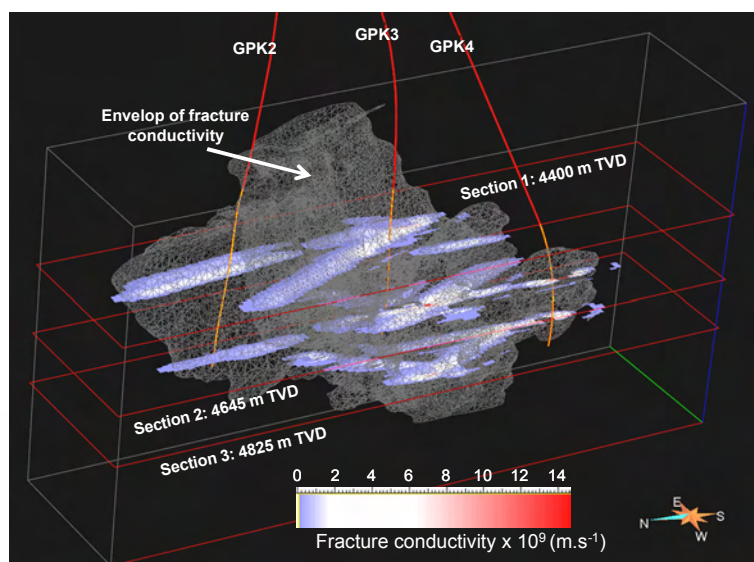 GPK2
GPK3
GPK4
Envelop of fracture
conductivity
Section 1: 4400 m TVD
Section 2: 4645 m TVD
Section 3: 4825 m TVD
0 2 4 6 8 10 12 14
Fracture conductivity x 10⁹ (m.s⁻¹)
E
N S
W